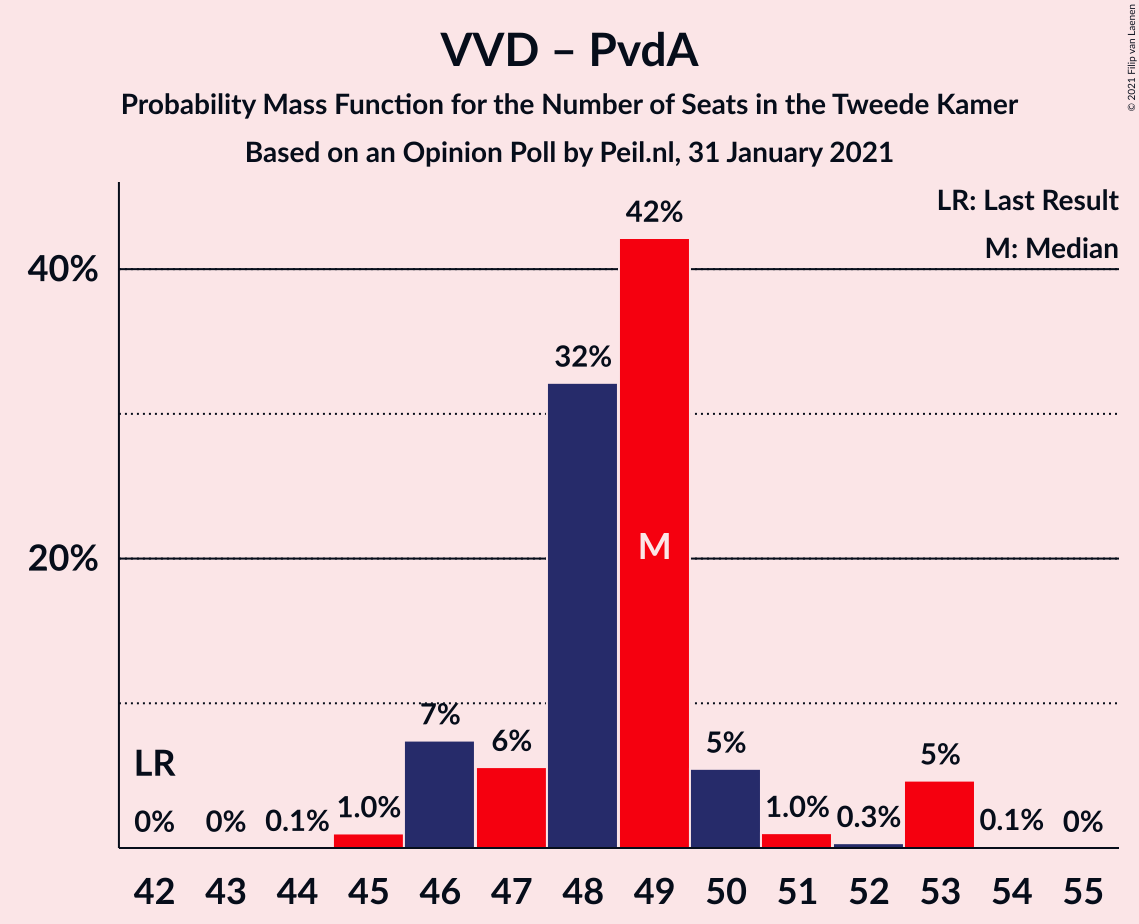 VVD – PvdA
Probability Mass Function for the Number of Seats in the Tweede Kamer
Based on an Opinion Poll by Peil.nl, 31 January 2021
© 2021 Filip van Laenen
LR: Last Result
M: Median
40%
20%
42%
32%
M
7%
6%
5%
5%
LR
0%
0%
0.1%
1.0%
1.0%
0.3%
0.1%
0%
42 43 44 45 46 47 48 49 50 51 52 53 54 55